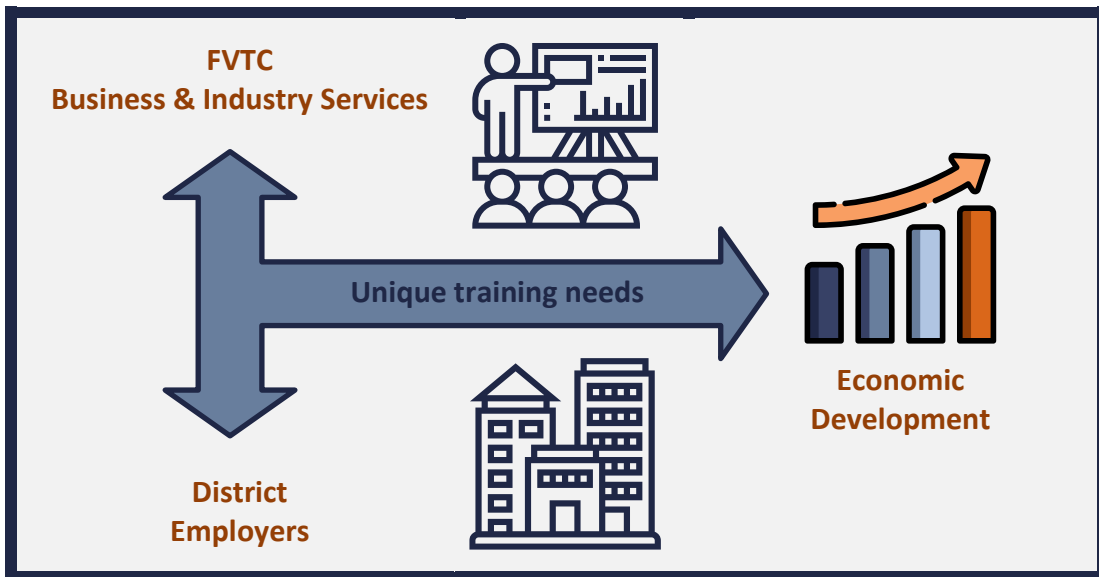 FVTC
Business & Industry Services
Unique training needs
Economic
Development
District
Employers